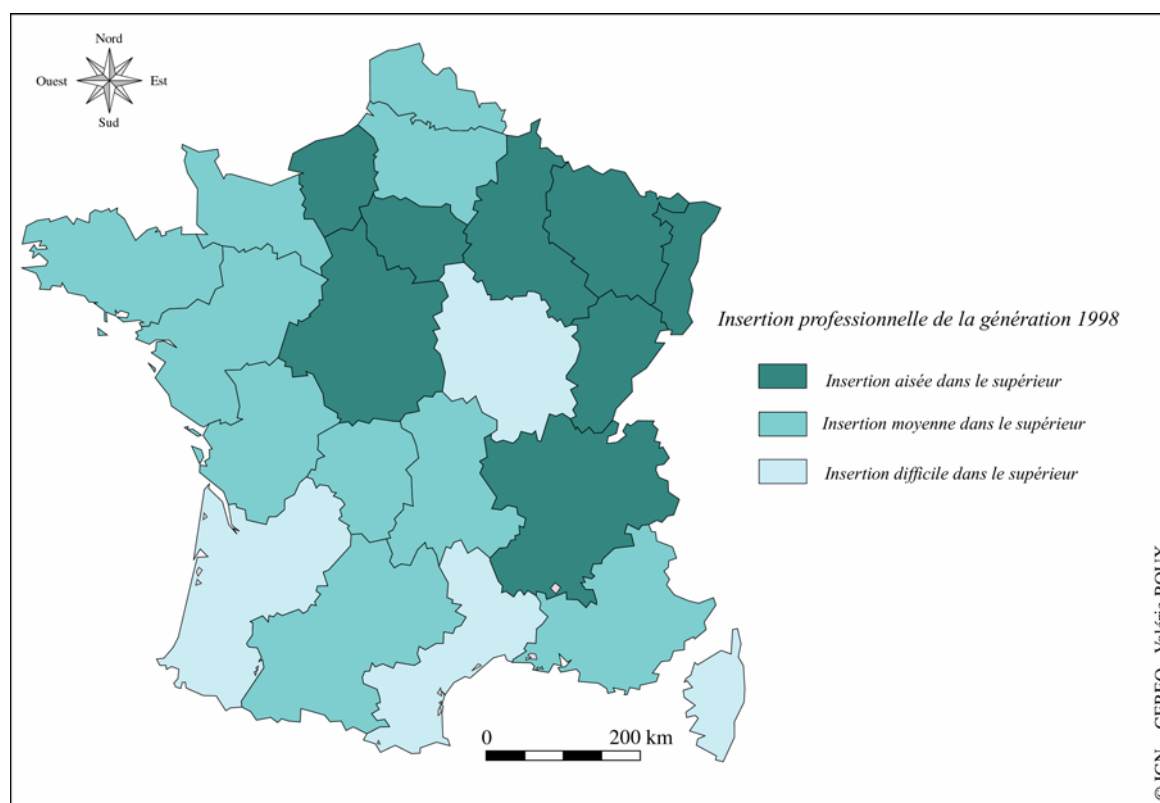 Nord
Ouest
Est
Sud
Insertion professionnelle de la génération 1998
Insertion aisée dans le supérieur
Insertion moyenne dans le supérieur
Insertion difficile dans le supérieur
0 200 km
© IGN - CEREQ - Valérie ROUX